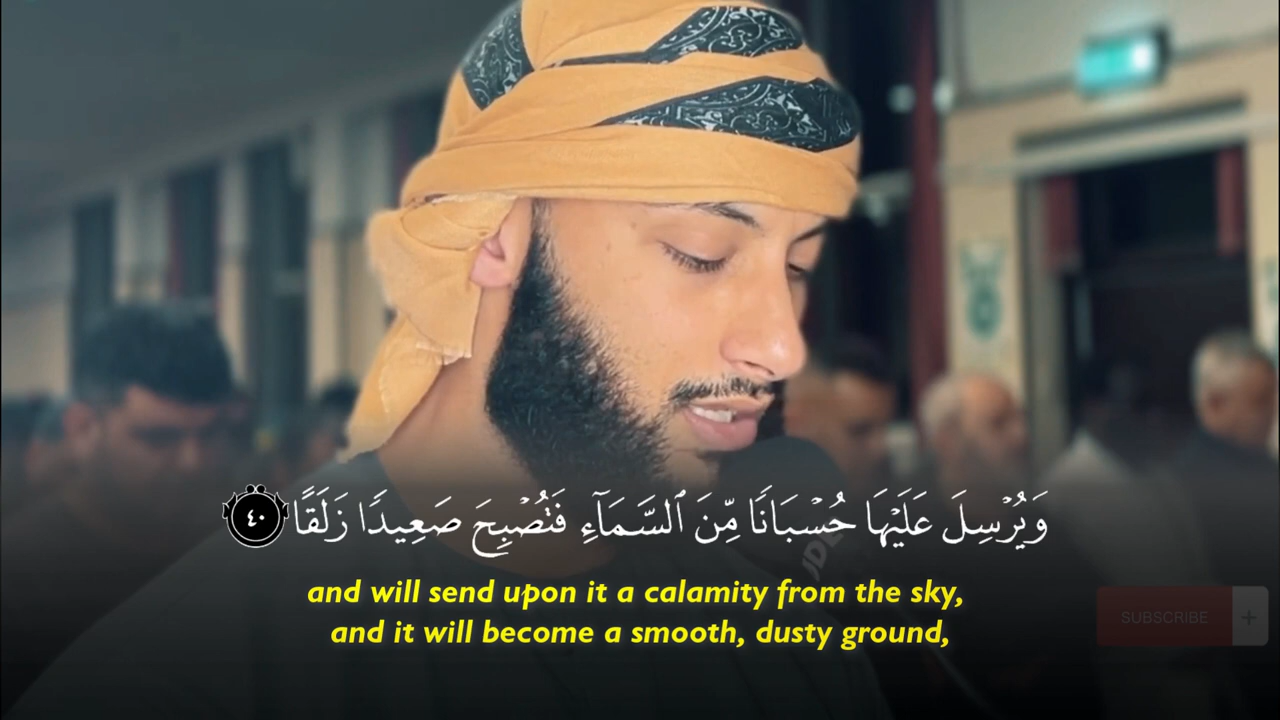 وَيُرْسِلَ عَلَيْهَا حُسْبَانًا مِّنَ ٱلسَّمَآءِ فَتُصْبِحَ صَعِيدًا زَلَقًا ٤٠
and will send upon it a calamity from the sky,
and it will become a smooth, dusty ground,
SUBSCRIBE +